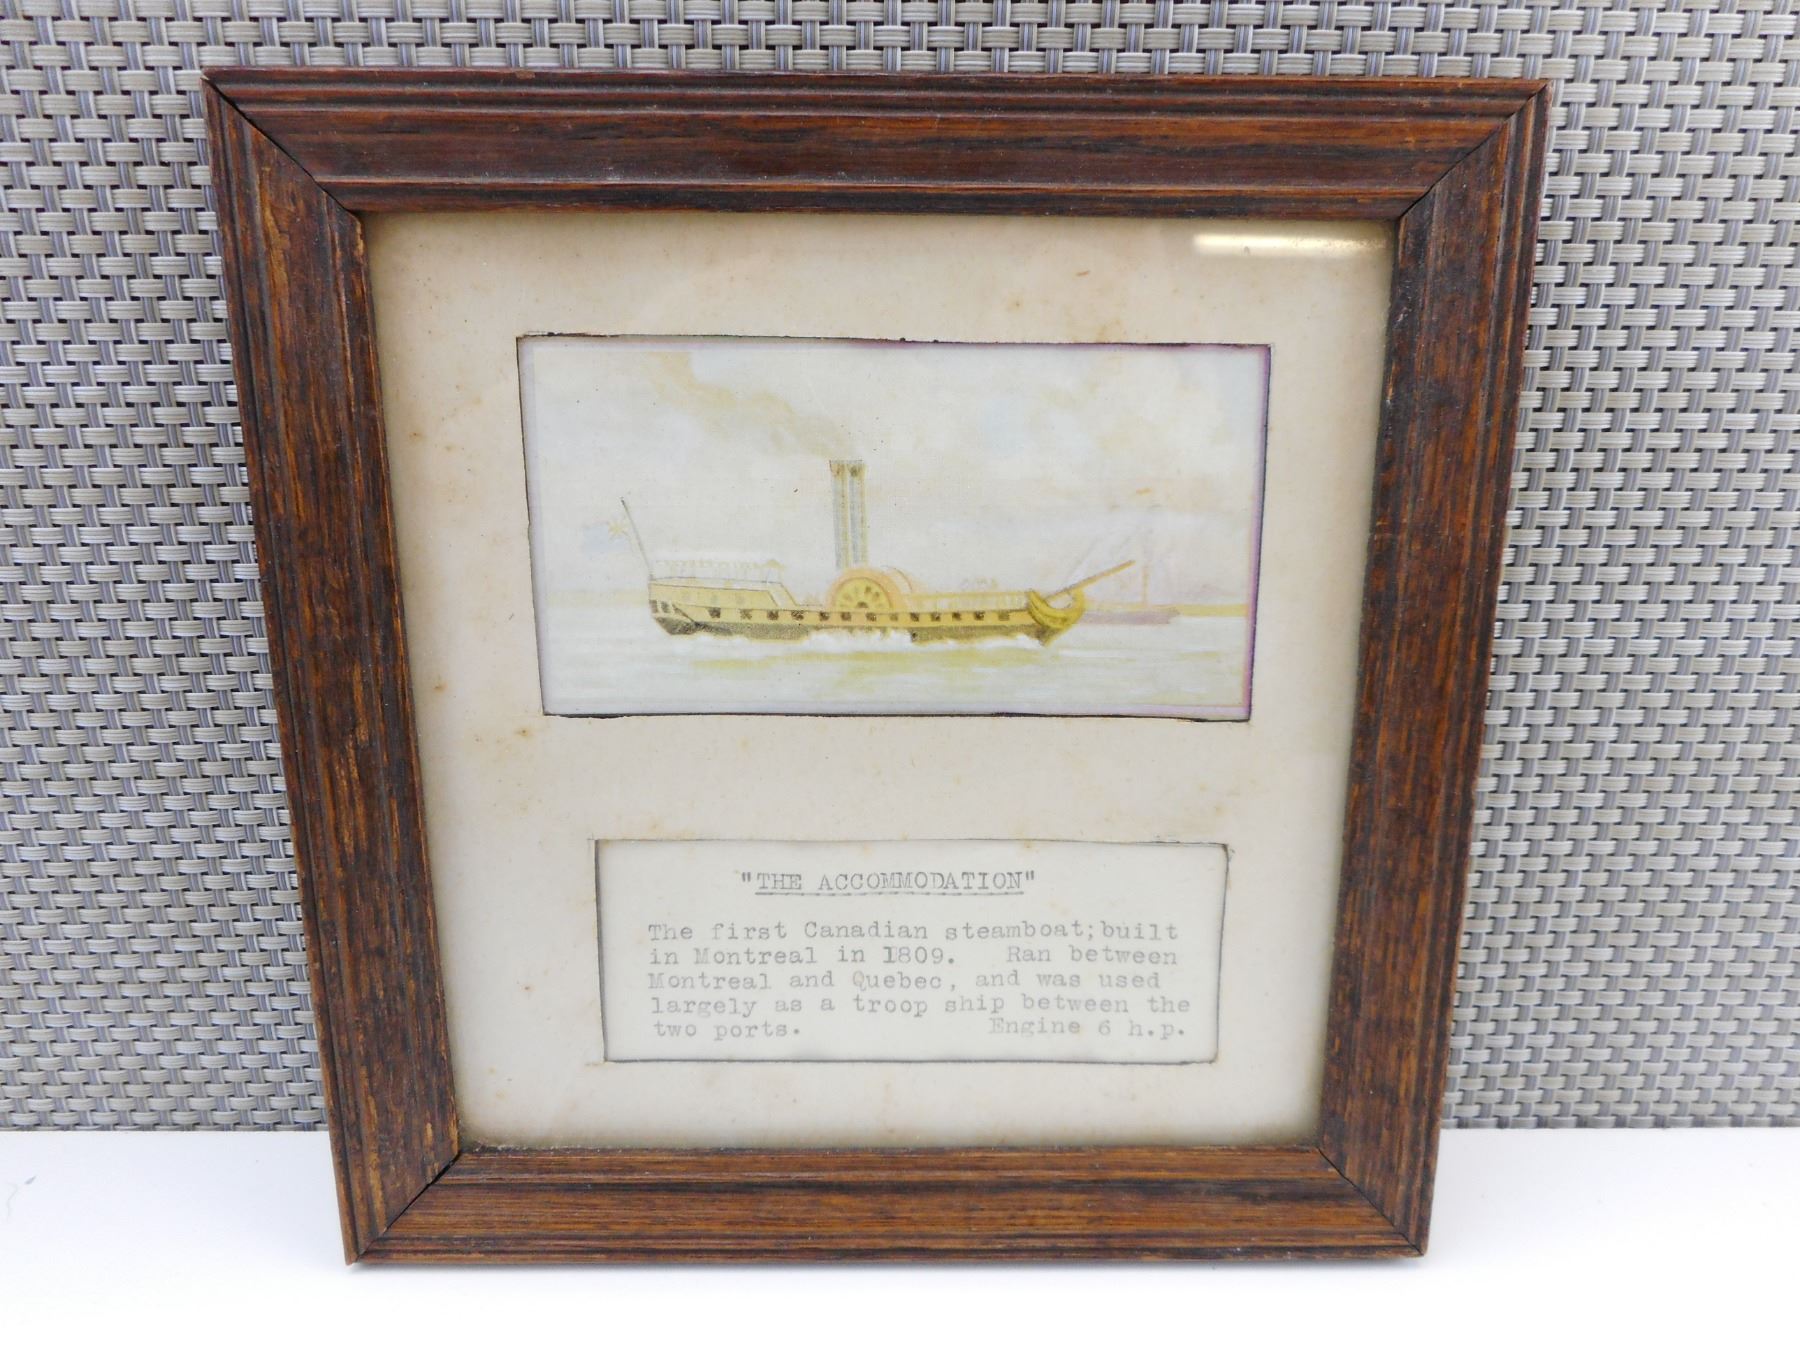 "THE ACCOMMODATION"
The first Canadian steamboat;built
in Montreal in 1809. Ran between
Montreal and Quebec, and was used
largely as a troop ship between the
two ports. Engine 6 h.p.